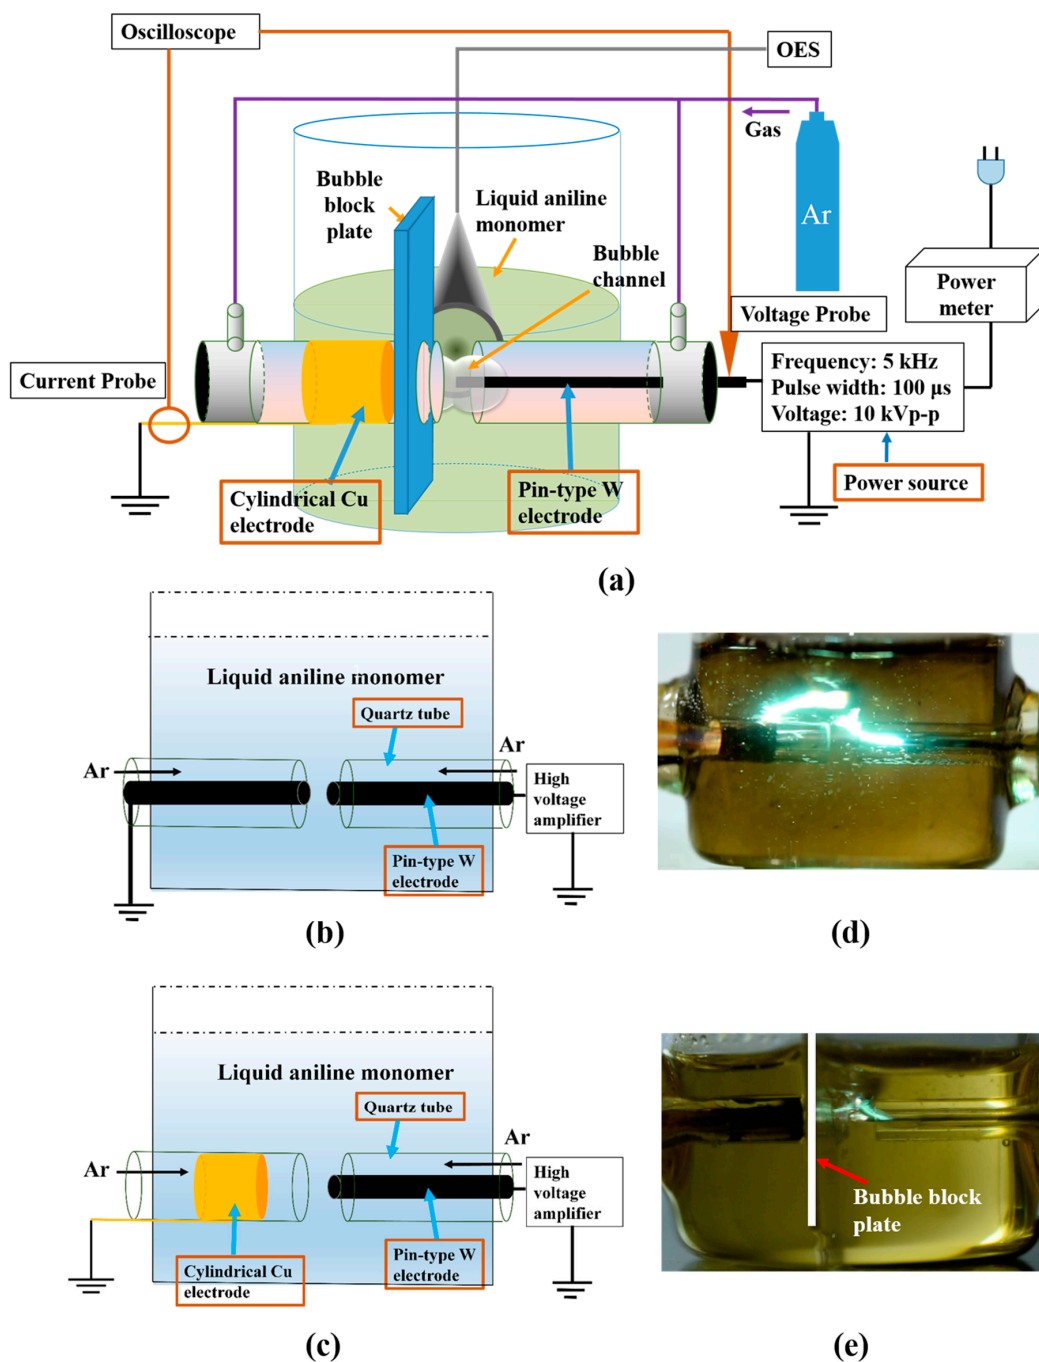 Oscilloscope
OES
Gas
Bubble
block
plate
Liquid aniline
monomer
Bubble
channel
Ar
Power
meter
Voltage Probe
Current Probe
Frequency: 5 kHz
Pulse width: 100 µs
Voltage: 10 kVp-p
Cylindrical Cu
electrode
Pin-type W
electrode
Power source
(a)
Liquid aniline monomer
Quartz tube
Ar
Ar
High
voltage
amplifier
Pin-type W
electrode
(b)
(d)
Liquid aniline monomer
Quartz tube
Ar
Ar
High
voltage
amplifier
Cylindrical Cu
electrode
Pin-type W
electrode
Bubble block
plate
(c)
(e)